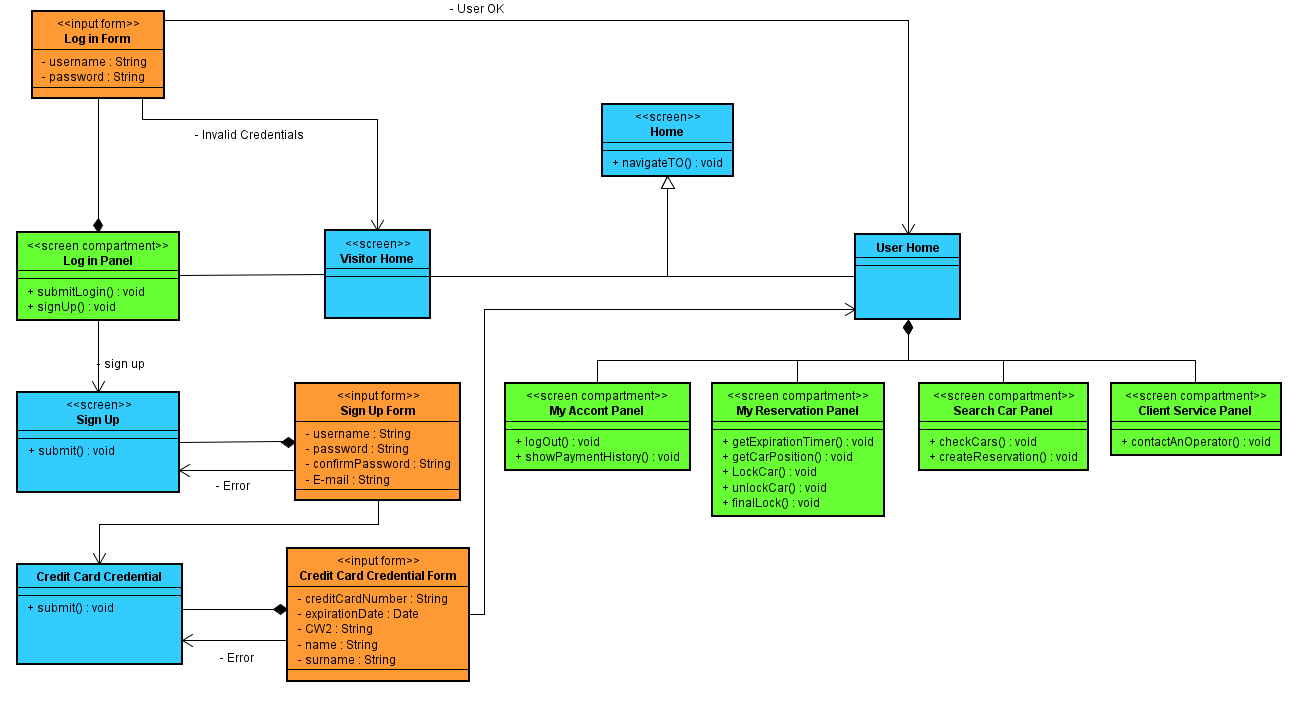 - User OK
<<input form>>
Log in Form
- username : String
- password : String
- Invalid Credentials
<<screen>>
Home
+ navigateTO() : void
<<screen compartment>>
Log in Panel
+ submitLogin() : void
+ signUp() : void
<<screen>>
Visitor Home
User Home
- sign up
<<screen>>
Sign Up
+ submit() : void
<<input form>>
Sign Up Form
- username : String
- password : String
- confirmPassword : String
- E-mail : String
- Error
<<screen compartment>>
My Accont Panel
+ logOut() : void
+ showPaymentHistory() : void
<<screen compartment>>
My Reservation Panel
+ getExpirationTimer() : void
+ getCarPosition() : void
+ LockCar() : void
+ unlockCar() : void
+ finalLock() : void
<<screen compartment>>
Search Car Panel
+ checkCars() : void
+ createReservation() : void
<<screen compartment>>
Client Service Panel
+ contactAnOperator() : void
Credit Card Credential
+ submit() : void
<<input form>>
Credit Card Credential Form
- creditCardNumber : String
- expirationDate : Date
- CW2 : String
- name : String
- surname : String
- Error